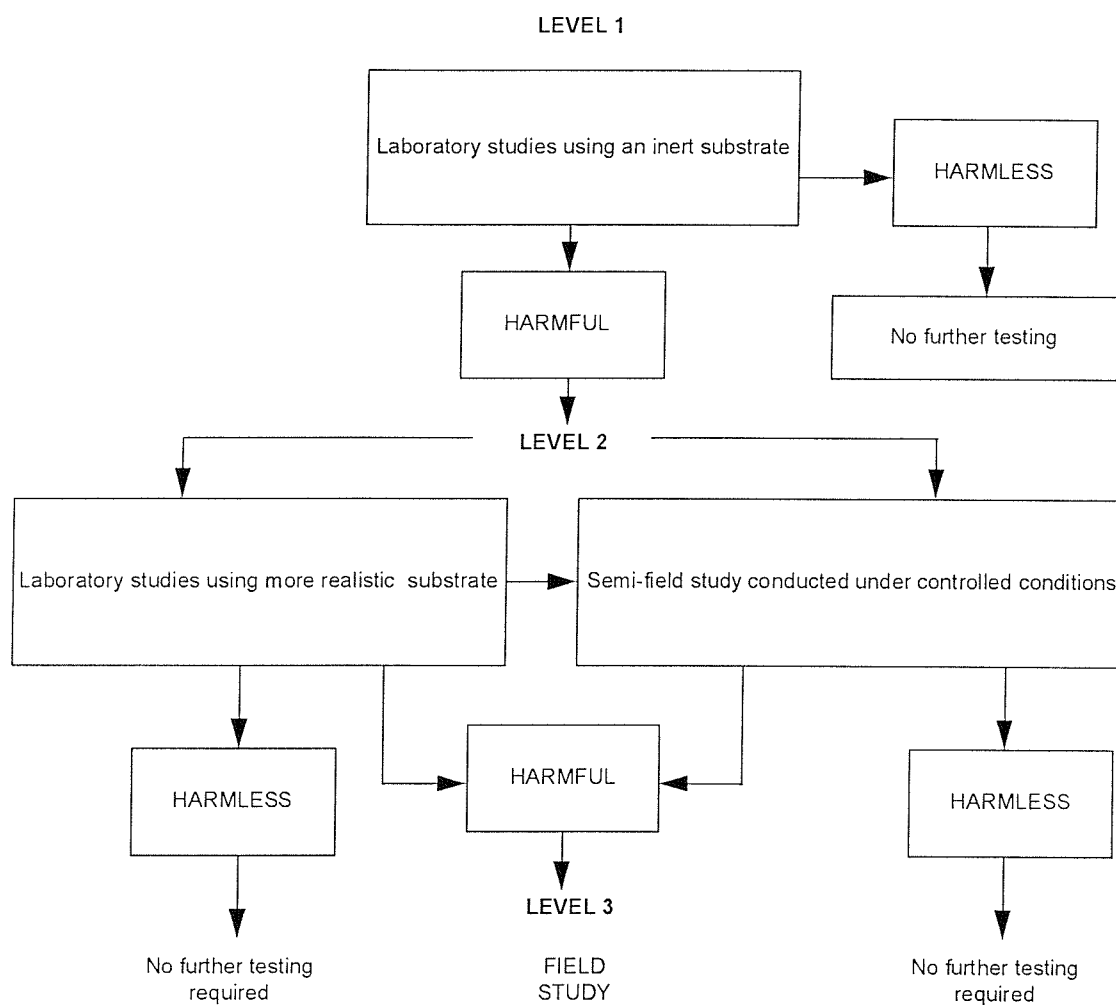 LEVEL 1
Laboratory studies using an inert substrate
HARMLESS
HARMFUL
No further testing
LEVEL 2
Laboratory studies using more realistic substrate
Semi-field study conducted under controlled conditions
HARMLESS
HARMFUL
HARMLESS
LEVEL 3
No further testing
required
FIELD
STUDY
No further testing
required